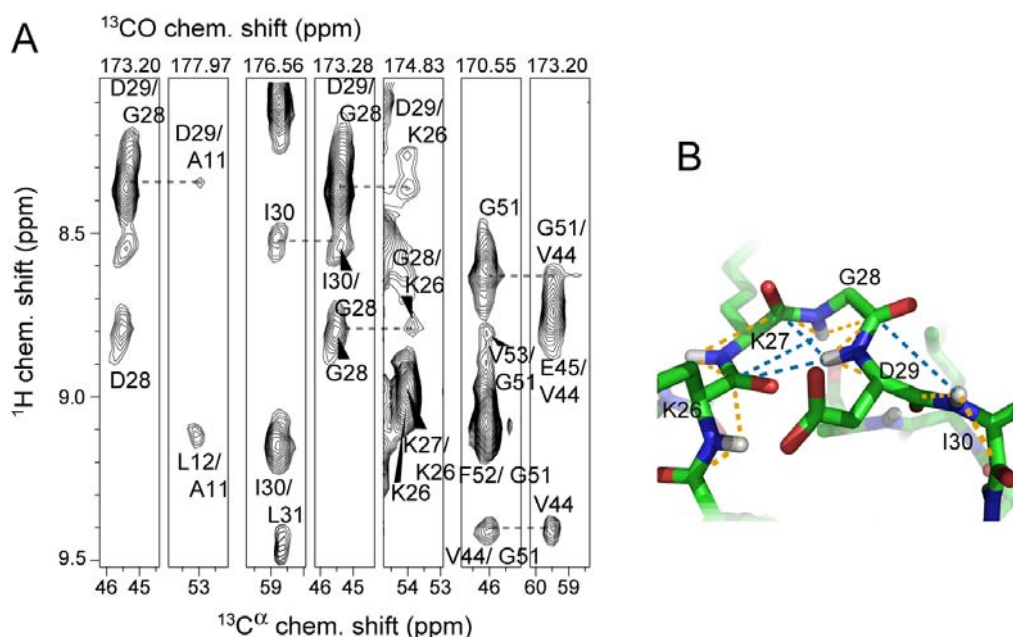 A
13CO chem. shift (ppm)
173.20 177.97 176.56 173.28 174.83 170.55 173.20
D29/
G28
D29/
A11
D29/
G28
D29/
K26
I30
I30/
G28
G28/
K26
G51
G51/
V44
D28
L12/
A11
I30/
L31
G28
K27/
K26
K26
V53/
G51
F52/ G51
V44/ G51
E45/
V44
V44
8.5
9.0
9.5
1H chem. shift (ppm)
46 45 53 59 46 45 54 53 46 60 59
13Cα chem. shift (ppm)
B
G28
K27
D29
K26
I30